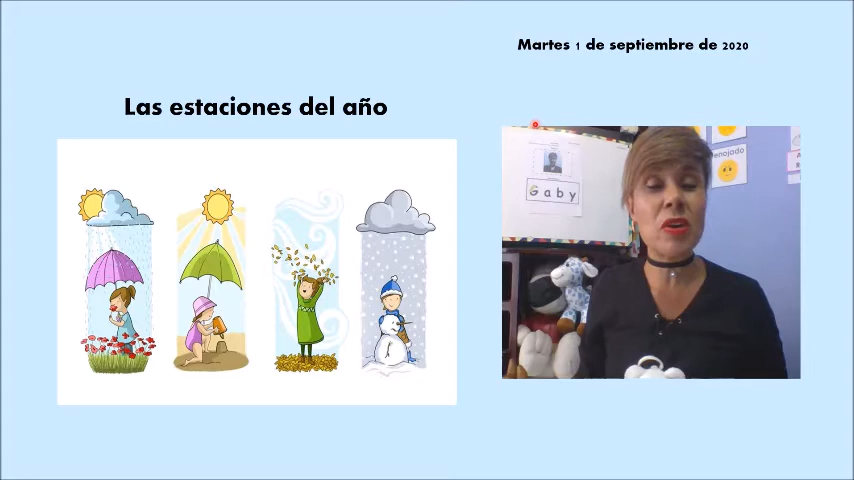 Martes 1 de septiembre de 2020
Las estaciones del año
Gaby
enojado